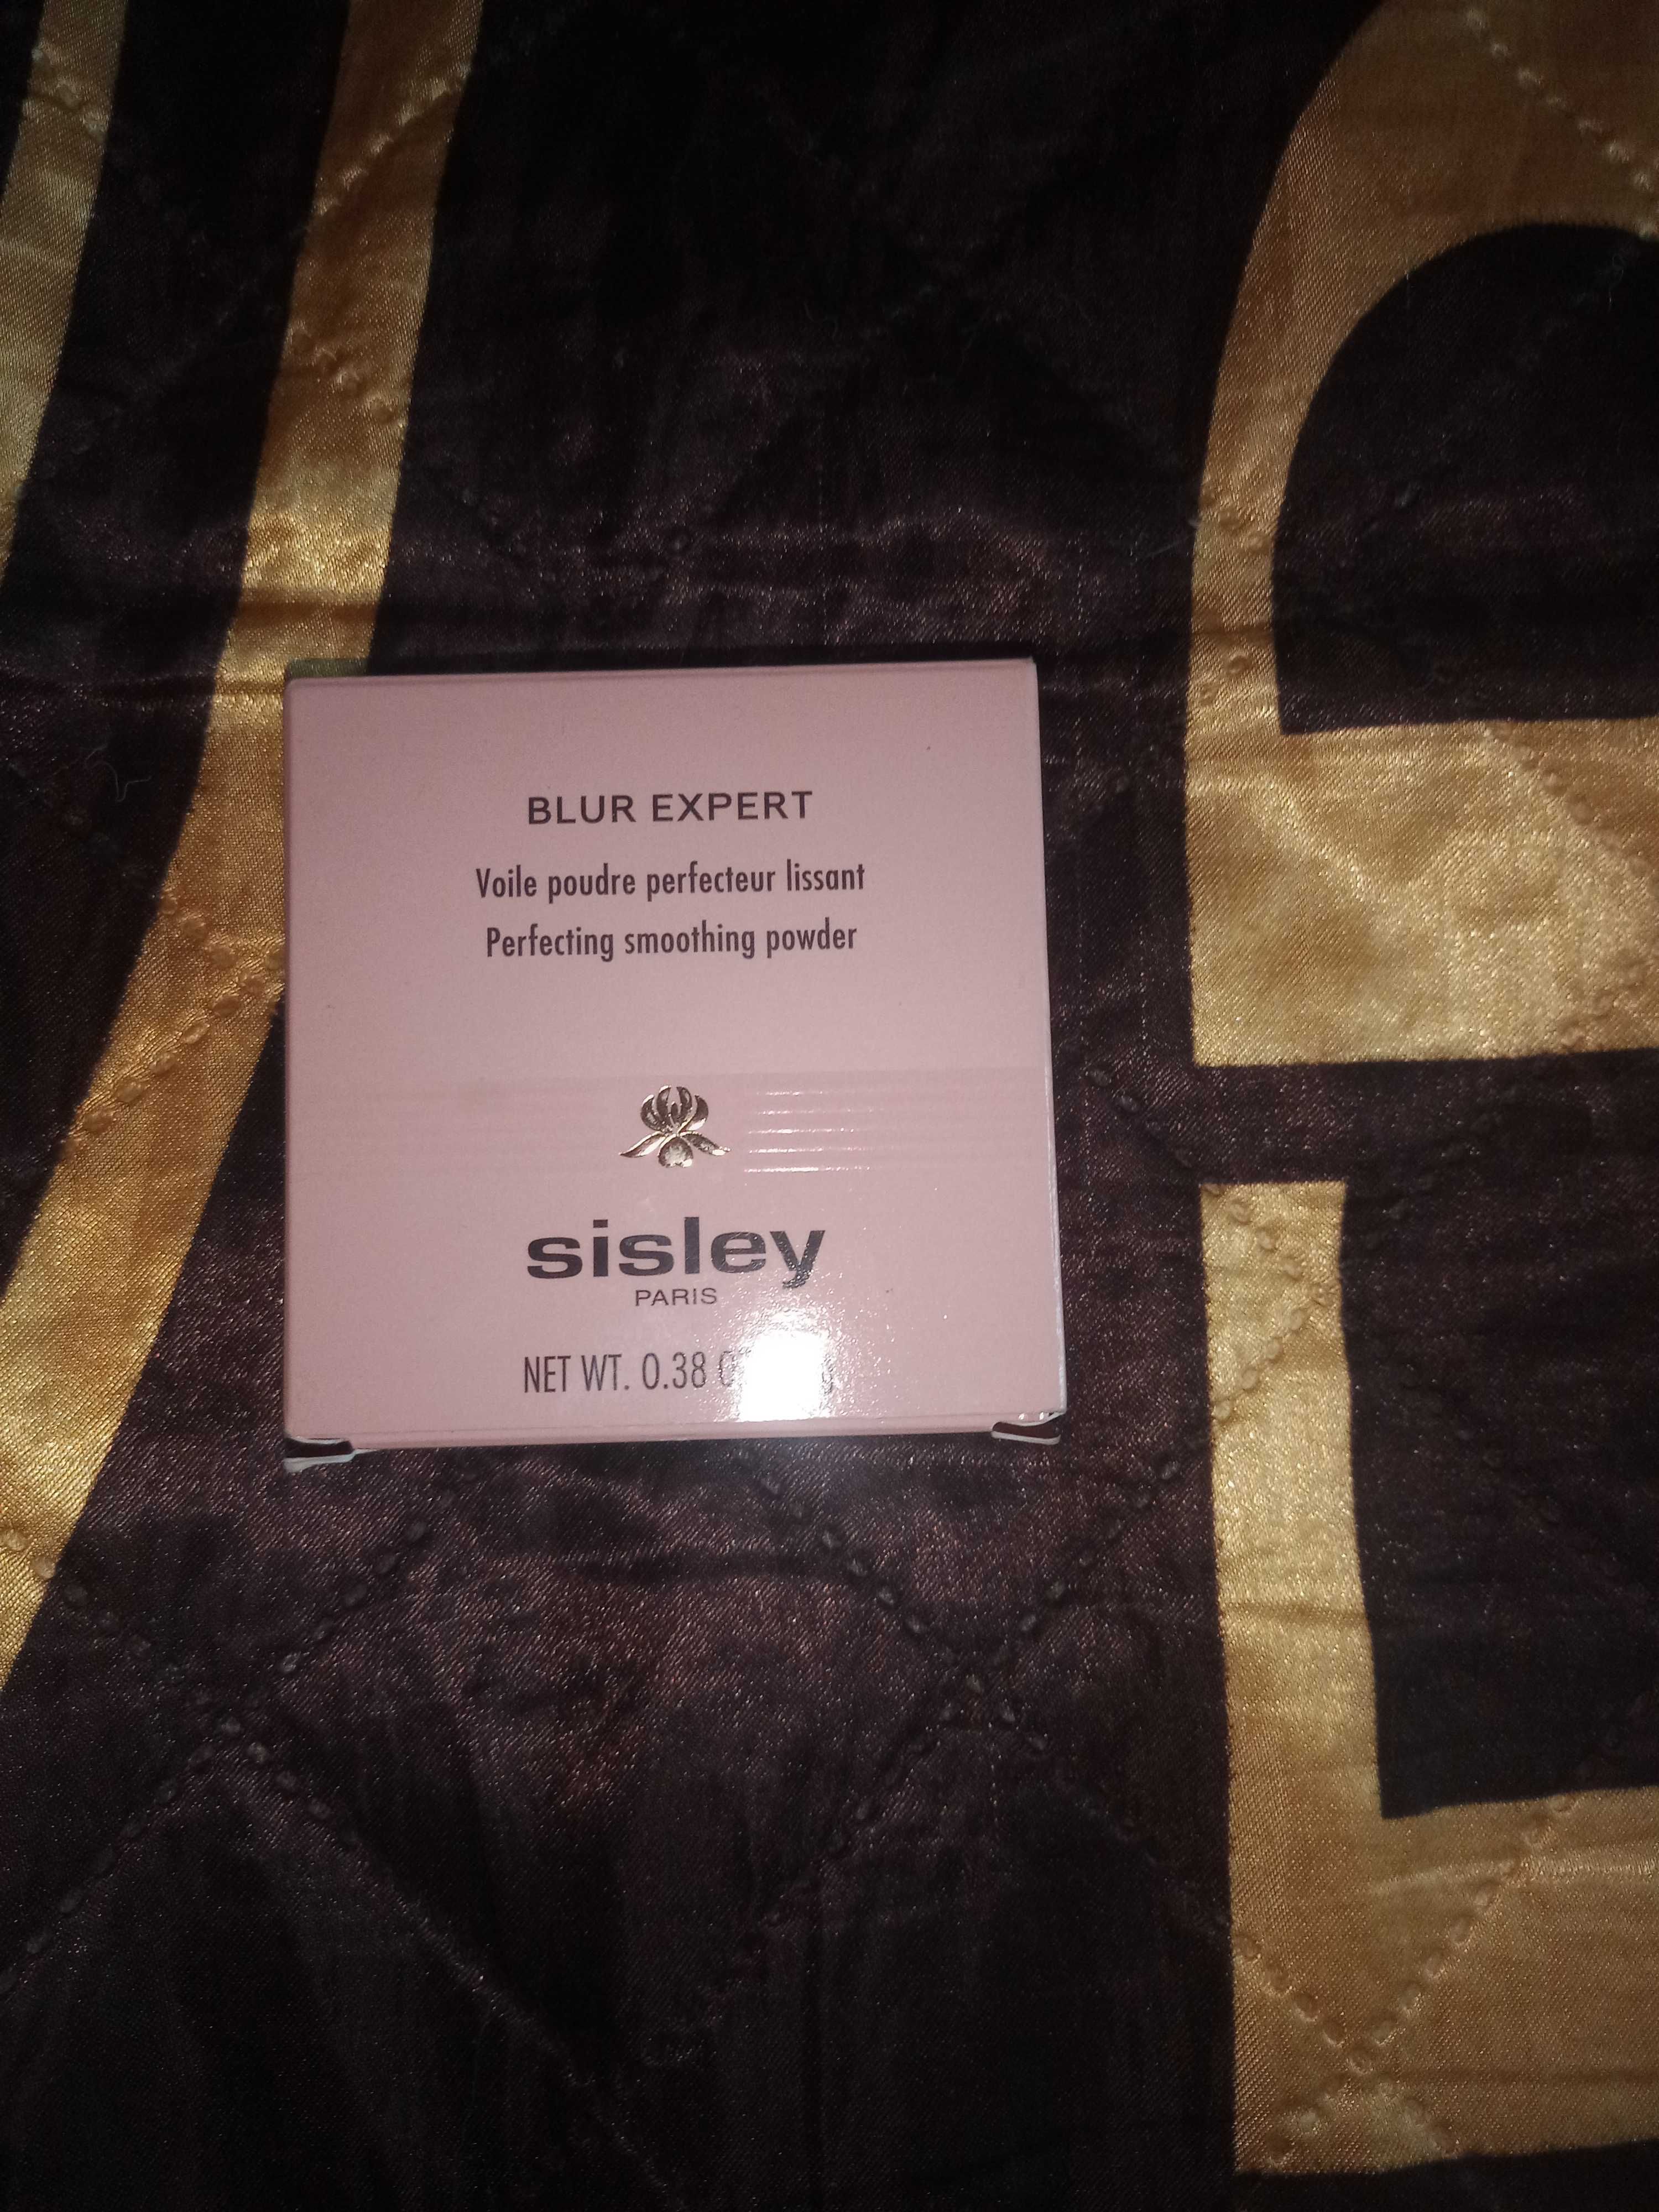 BLUR EXPERT
Voile poudre perfecteur lissant
Perfecting smoothing powder
sisley
PARIS
NET WT. 0.38